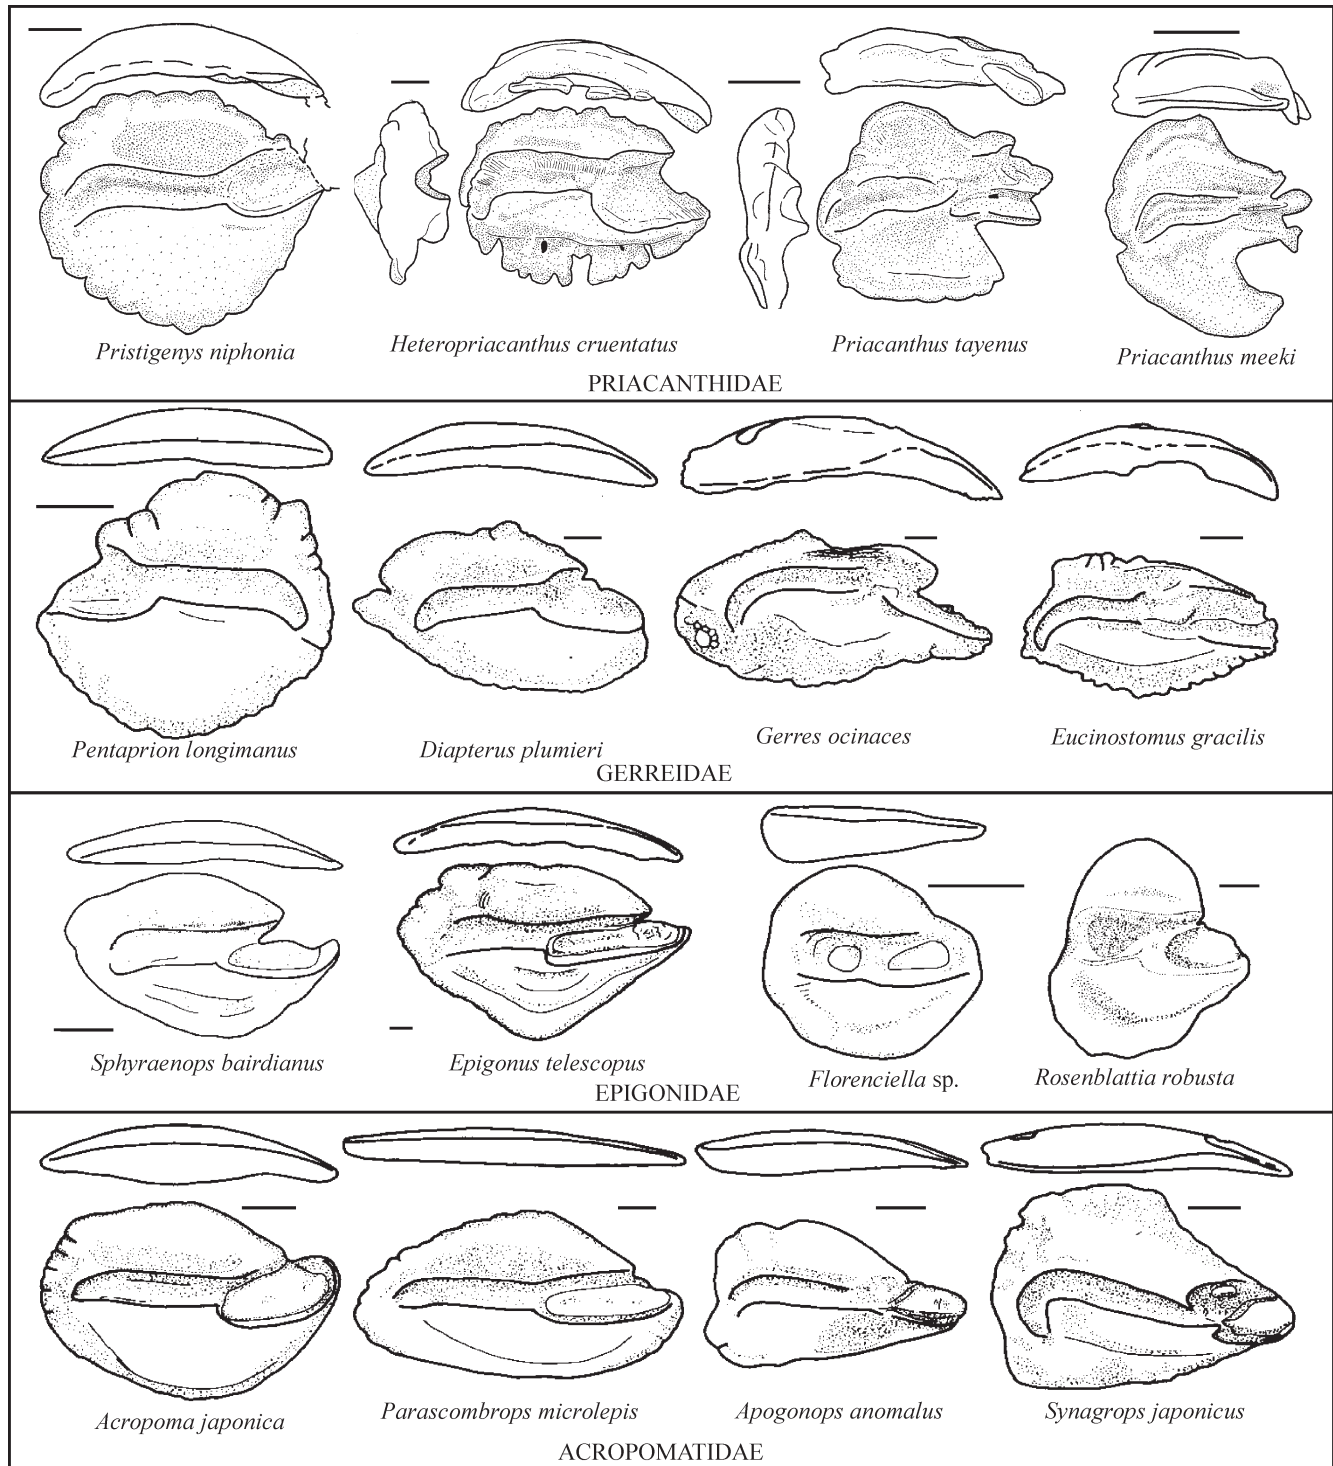 Pristigenys niphonia
Heteropriacanthus cruentatus
Priacanthus tayenus
Priacanthus meeki
PRIACANTHIDAE
Pentaprion longimanus
Diapterus plumieri
Gerres ocinaces
Eucinostomus gracilis
GERREIDAE
Sphyraenops bairdianus
Epigonus telescopus
Florenciella sp.
Rosenblattia robusta
EPIGONIDAE
Acropoma japonica
Parascombrops microlepis
Apogonops anomalus
Synagrops japonicus
ACROPOMATIDAE